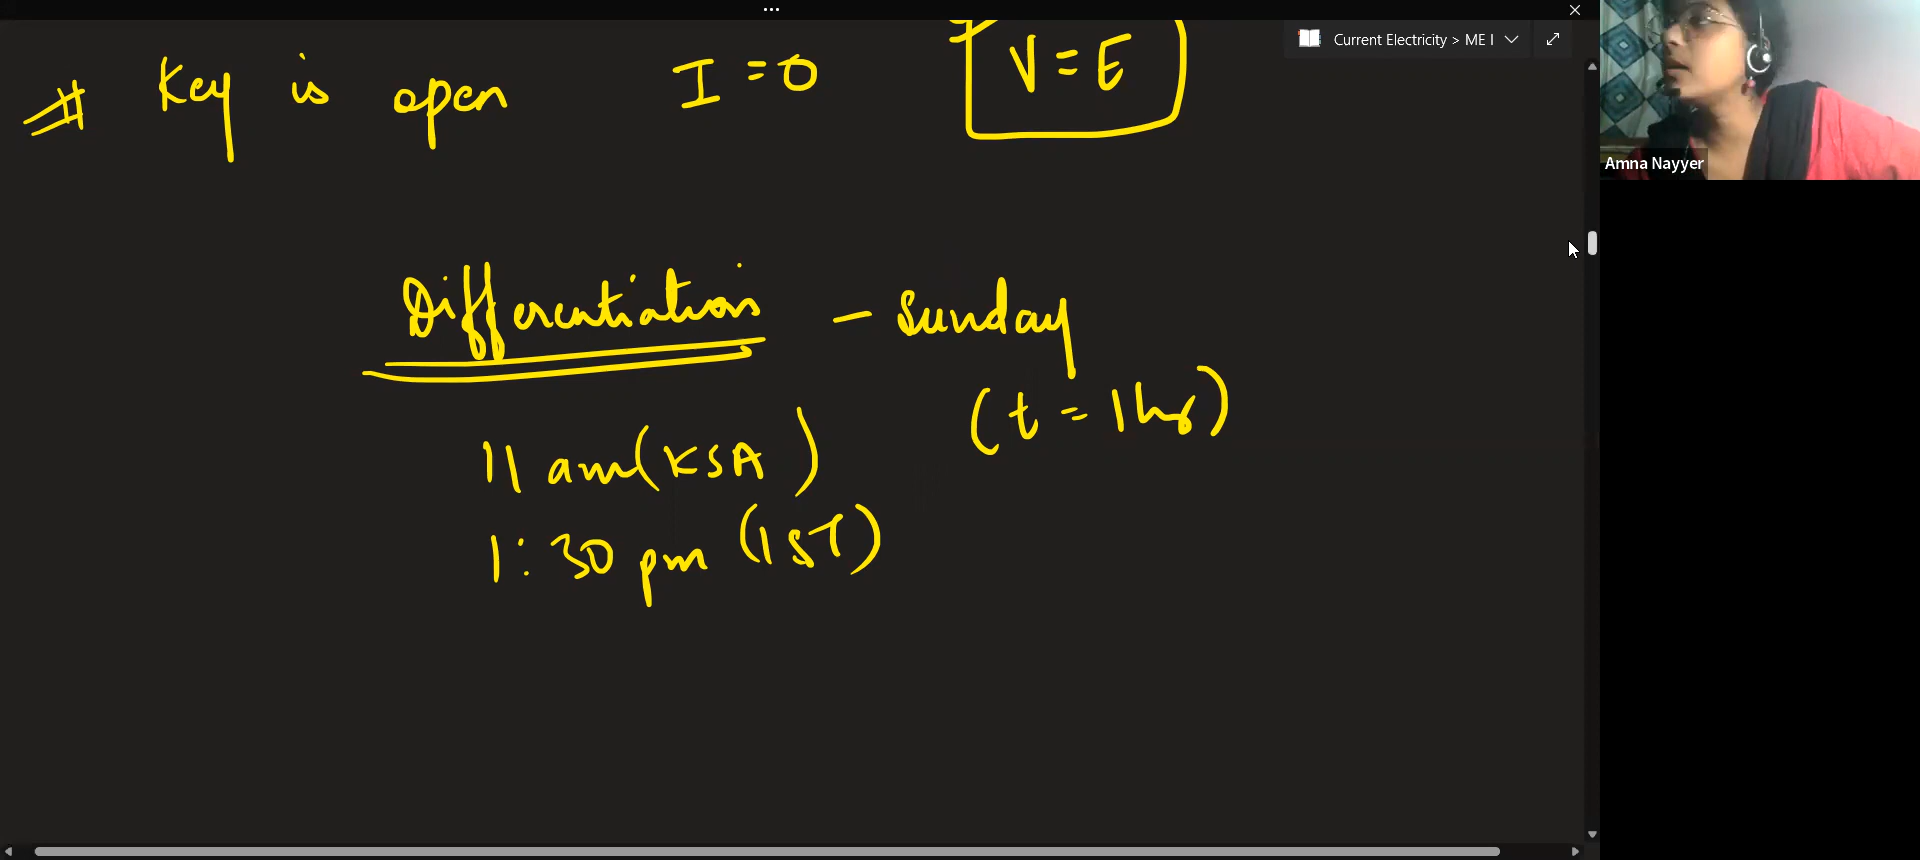 Current Electricity > ME I
# Key is open I = 0 V = E
Amna Nayyer
Differentiation - Sunday
(t = 1hr)
11 am (KSA)
1:30 pm (IST)